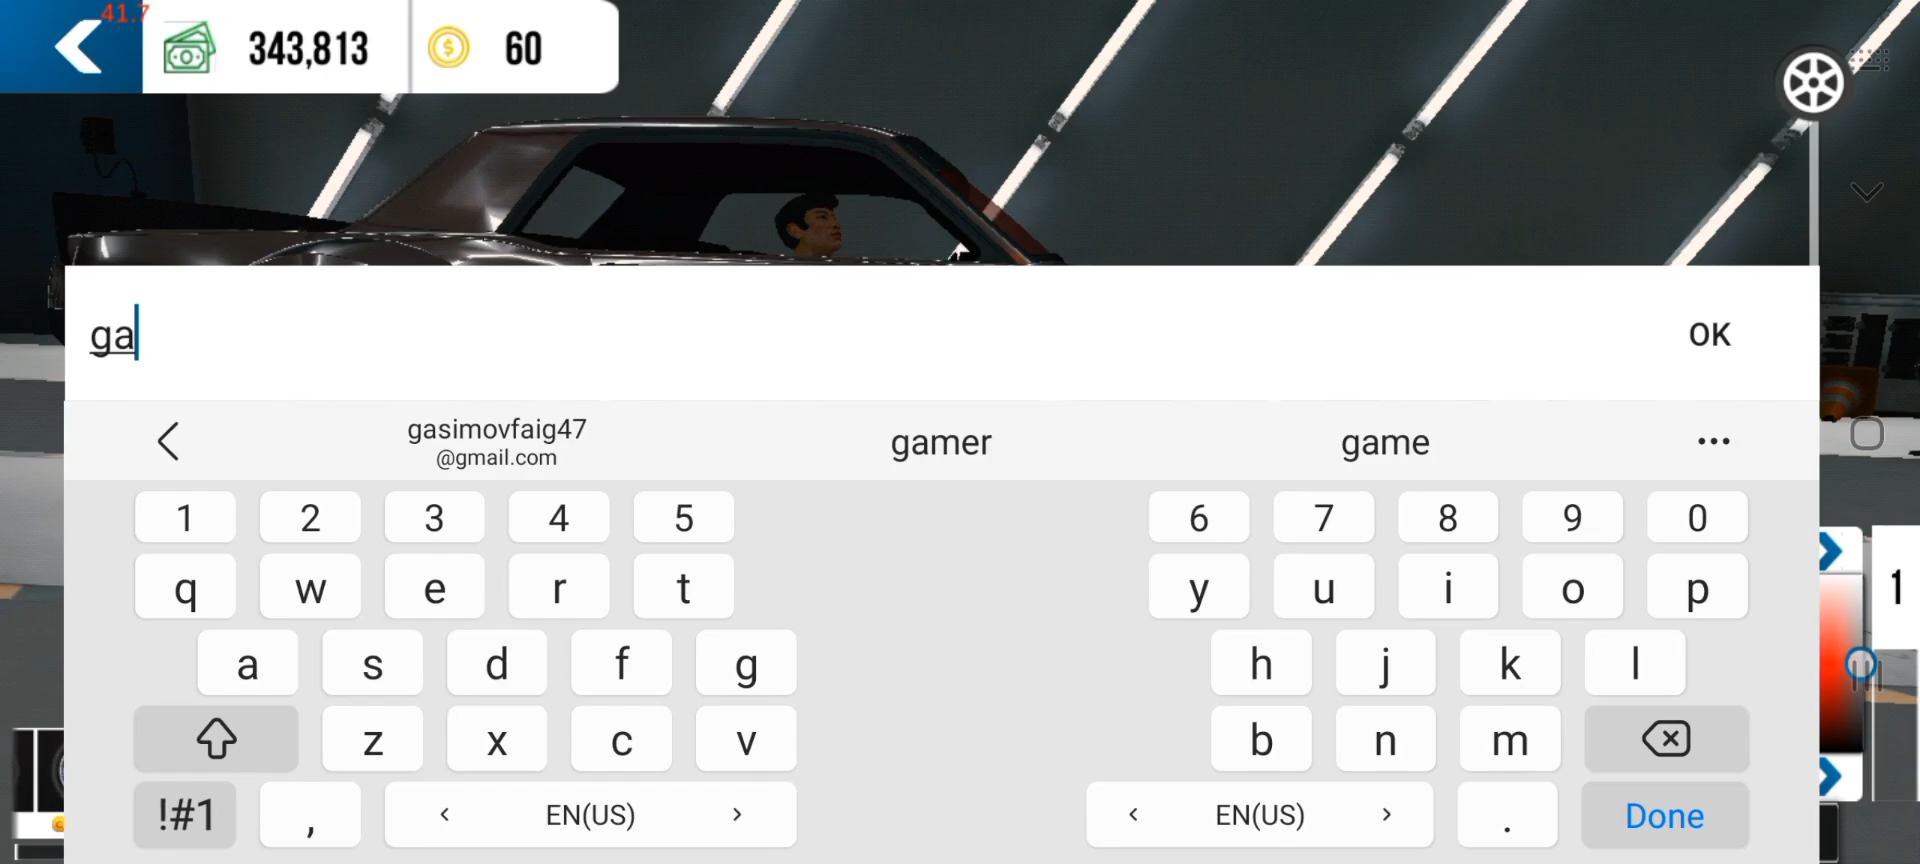 41.7
343,813
60
ga
OK
gasimovfaig47
@gmail.com
gamer
game
...
1 2 3 4 5 6 7 8 9 0
q w e r t y u i o p
1
a s d f g h j k l
z x c v b n m
!#1 , < EN(US) > < EN(US) > . Done